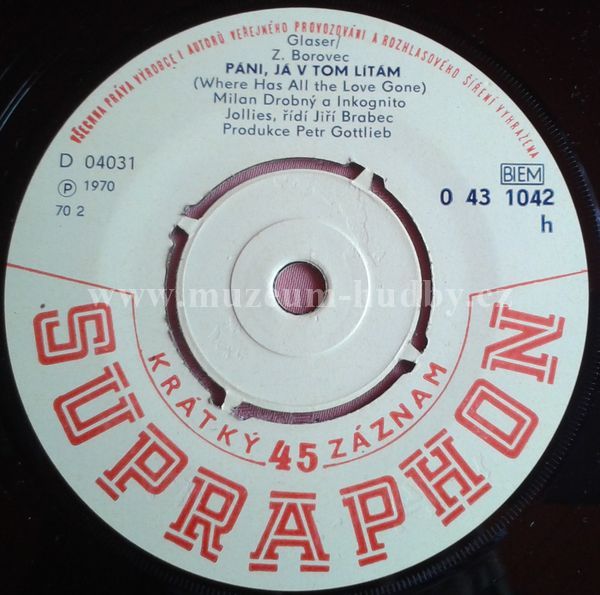 VŠECHNA PRÁVA VÝROBCE I AUTORŮ VEŘEJNÉHO PROVOZOVÁNÍ A ROZHLASOVÉHO ŠÍŘENÍ VYHRAZENA
Glaser/
Z. Borovec
PÁNI, JÁ V TOM LÍTÁM
(Where Has All the Love Gone)
Milan Drobný a Inkognito
Jollies, řídí Jiří Brabec
Produkce Petr Gottlieb
D 04031
Ⓟ 1970
70 2
BIEM
0 43 1042
h
www.muzeum-hudby.cz
KRÁTKÝ 45 ZÁZNAM
SUPRAPHON